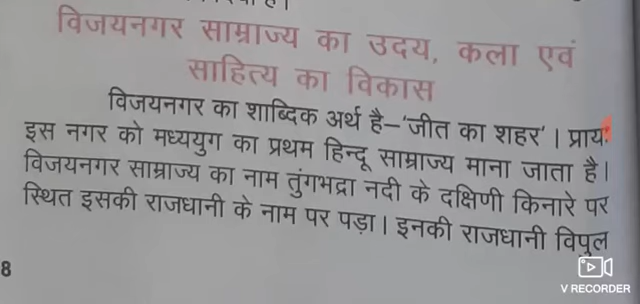 विजयनगर साम्राज्य का उदय, कला एवं
साहित्य का विकास
विजयनगर का शाब्दिक अर्थ है–‘जीत का शहर’ । प्रायः
इस नगर को मध्ययुग का प्रथम हिन्दू साम्राज्य माना जाता है।
विजयनगर साम्राज्य का नाम तुंगभद्रा नदी के दक्षिणी किनारे पर
स्थित इसकी राजधानी के नाम पर पड़ा। इनकी राजधानी विपुल
8
V RECORDER